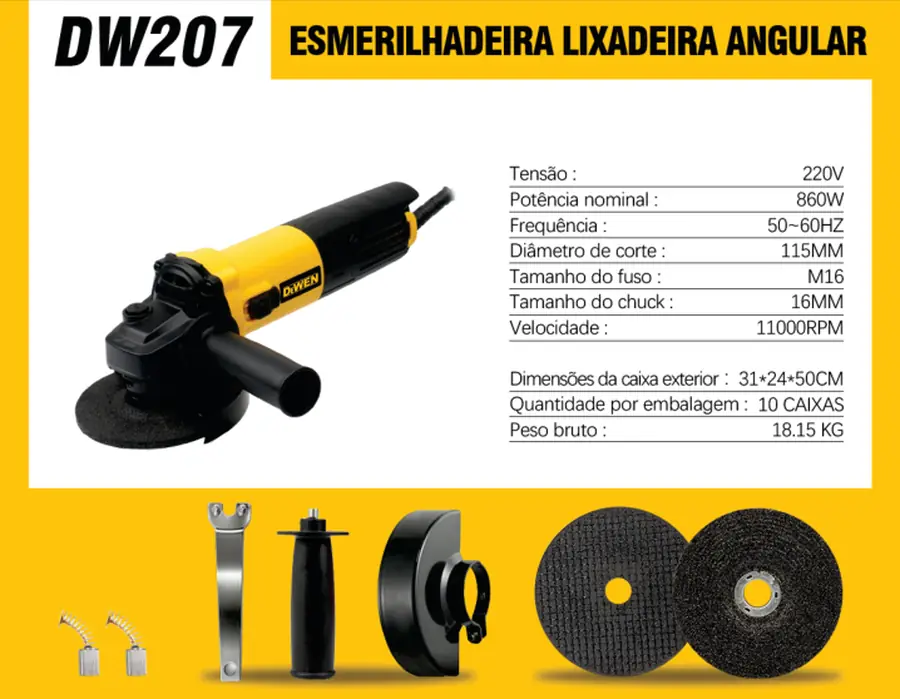 DW207
ESMERILHADEIRA LIXADEIRA ANGULAR
Tensão : 220V
Potência nominal : 860W
Frequência : 50~60HZ
Diâmetro de corte : 115MM
Tamanho do fuso : M16
Tamanho do chuck : 16MM
Velocidade : 11000RPM
DiWEN
Dimensões da caixa exterior : 31*24*50CM
Quantidade por embalagem : 10 CAIXAS
Peso bruto : 18.15 KG